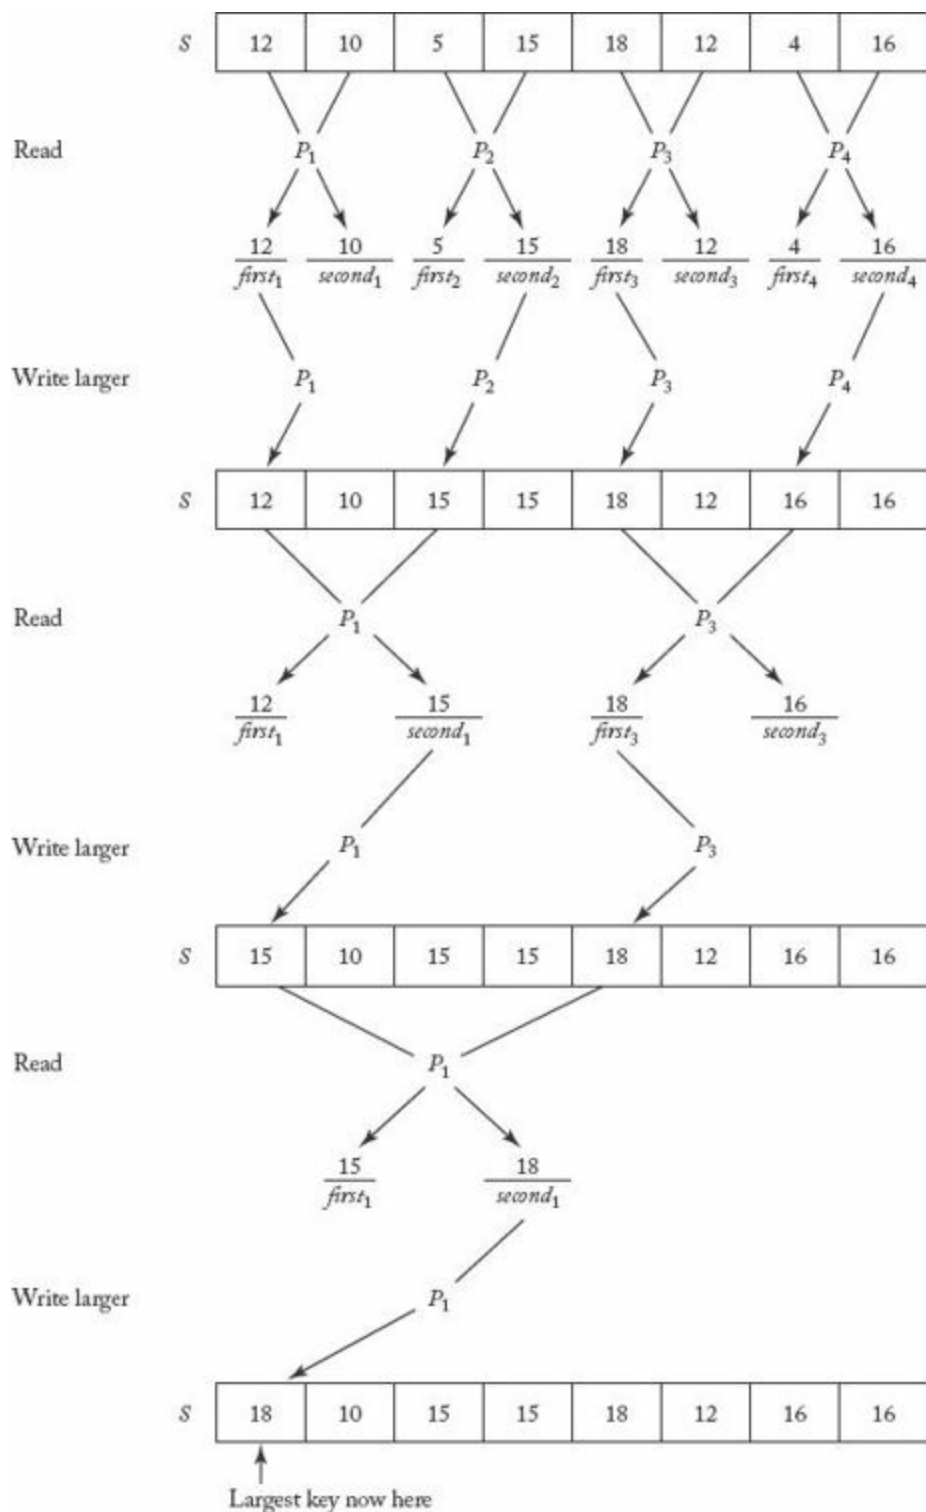 S 12 10 5 15 18 12 4 16
Read P₁ P₂ P₃ P₄
12 10 5 15 18 12 4 16
first₁ second₁ first₂ second₂ first₃ second₃ first₄ second₄
Write larger P₁ P₂ P₃ P₄
S 12 10 15 15 18 12 16 16
Read P₁ P₃
12 15 18 16
first₁ second₁ first₃ second₃
Write larger P₁ P₃
S 15 10 15 15 18 12 16 16
Read P₁
15 18
first₁ second₁
Write larger P₁
S 18 10 15 15 18 12 16 16
Largest key now here